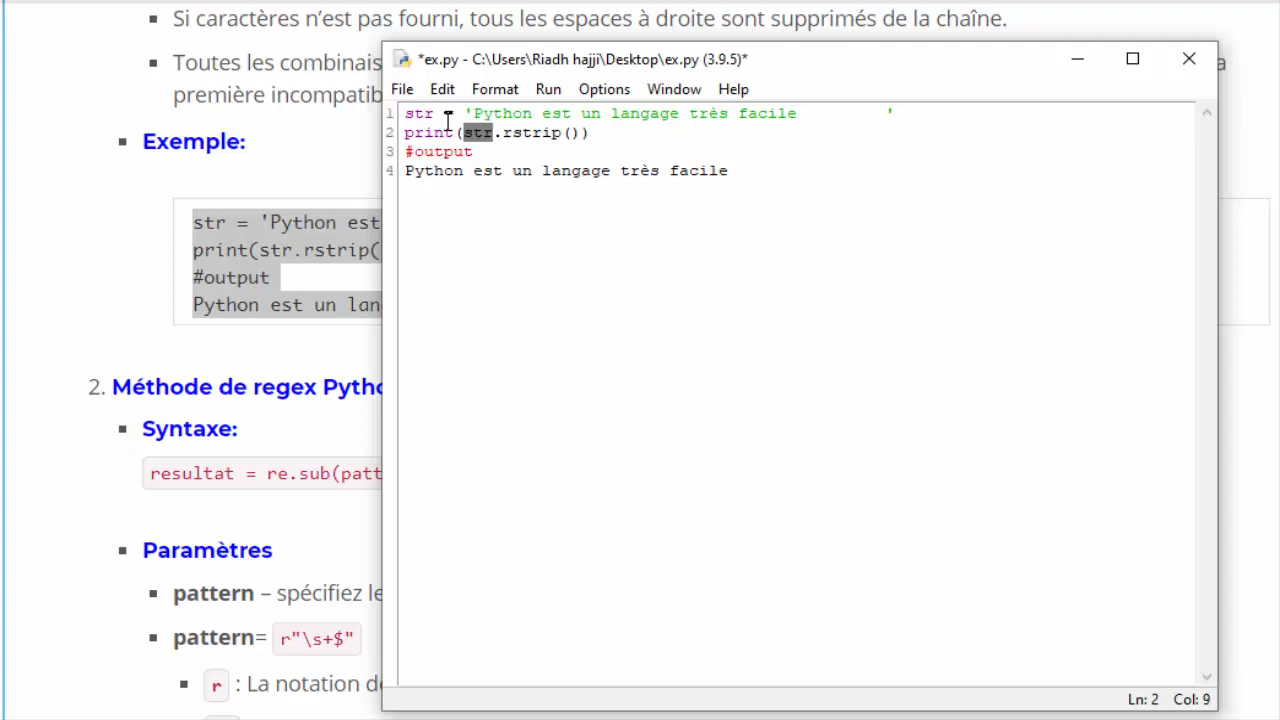 Si caractères n’est pas fourni, tous les espaces à droite sont supprimés de la chaîne.
Toutes les combinais
première incompatib
Exemple:
str = 'Python est
print(str.rstrip(
#output
Python est un lan
2. Méthode de regex Pytho
Syntaxe:
resultat = re.sub(patt
Paramètres
pattern – spécifiez le
pattern= r"\s+$"
r : La notation de
*ex.py - C:\Users\Riadh hajji\Desktop\ex.py (3.9.5)*
File Edit Format Run Options Window Help
1 str = 'Python est un langage très facile          '
2 print(str.rstrip())
3 #output
4 Python est un langage très facile
Ln: 2 Col: 9